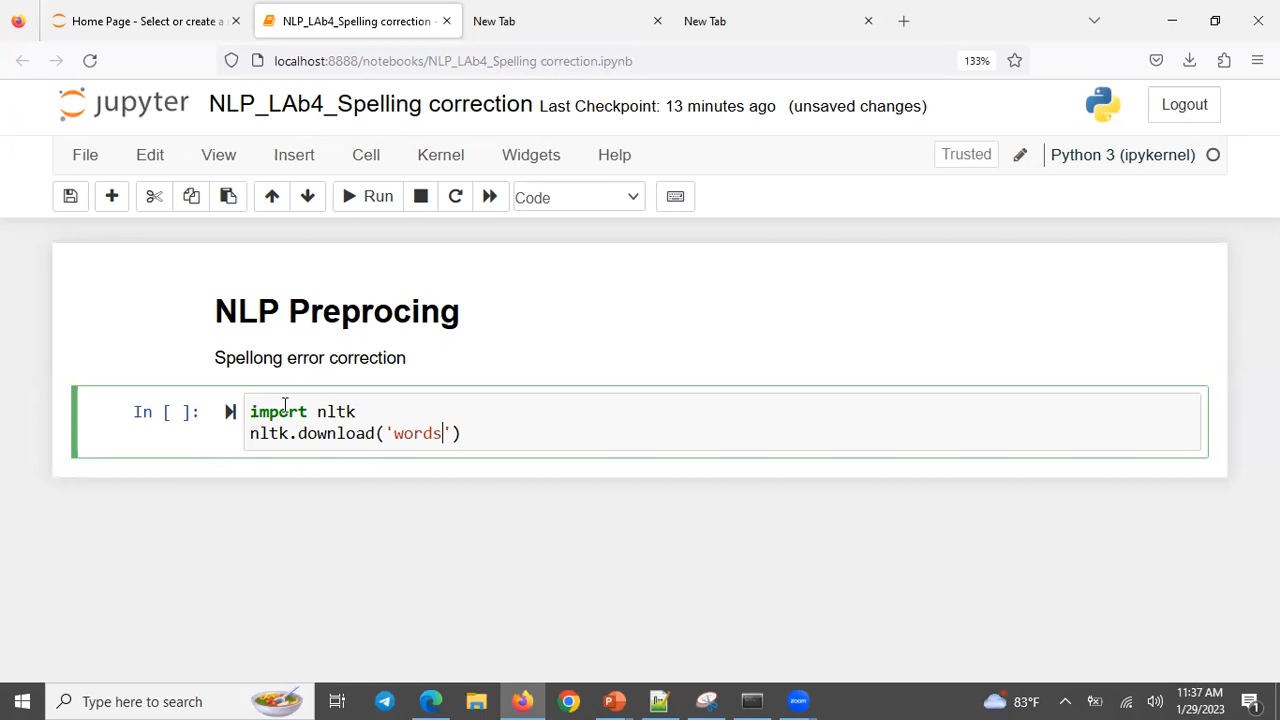 Home Page - Select or create a
NLP_LAb4_Spelling correction -
New Tab
New Tab
localhost:8888/notebooks/NLP_LAb4_Spelling correction.ipynb
133%
jupyter
NLP_LAb4_Spelling correction Last Checkpoint: 13 minutes ago (unsaved changes)
Logout
File Edit View Insert Cell Kernel Widgets Help
Trusted
Python 3 (ipykernel)
Run
Code
NLP Preprocing
Spellong error correction
In [ ]:
import nltk
nltk.download('words')
Type here to search
zoom
83°F
11:37 AM
1/29/2023
1